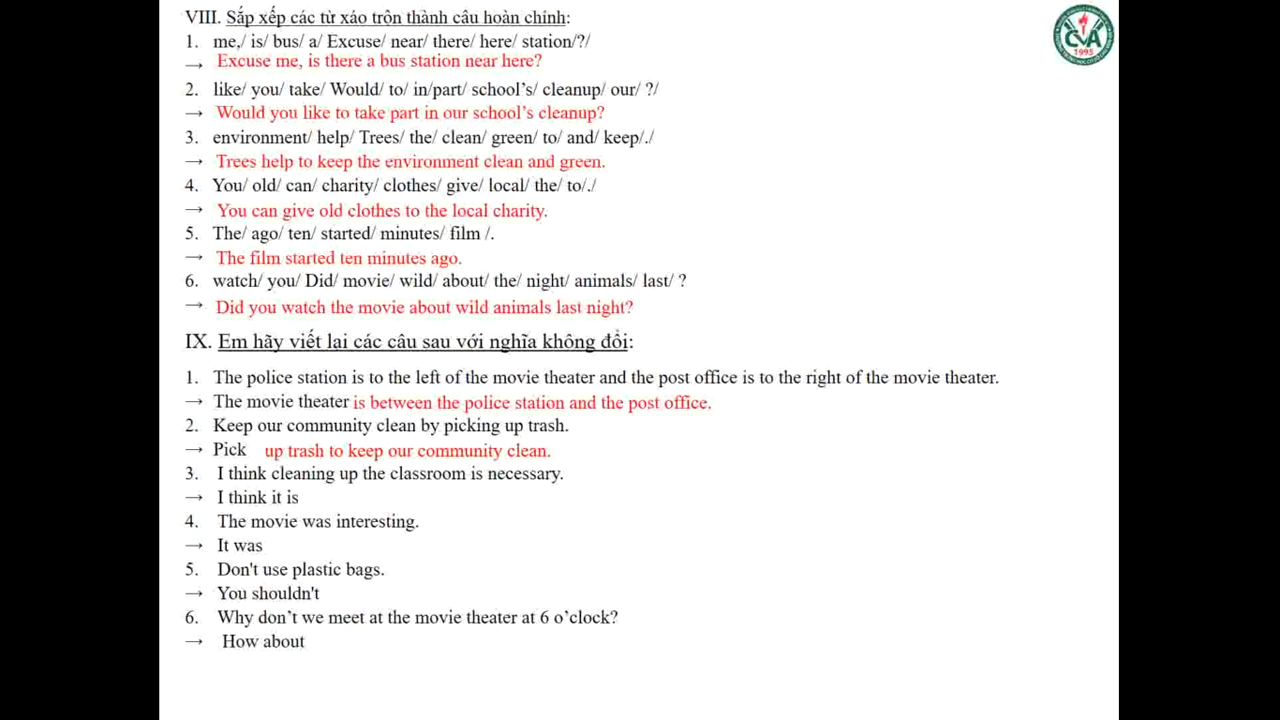 VIII. Sắp xếp các từ xáo trộn thành câu hoàn chỉnh:
1. me,/ is/ bus/ a/ Excuse/ near/ there/ here/ station/?/
→ Excuse me, is there a bus station near here?
2. like/ you/ take/ Would/ to/ in/part/ school's/ cleanup/ our/ ?/
→ Would you like to take part in our school's cleanup?
3. environment/ help/ Trees/ the/ clean/ green/ to/ and/ keep/./
→ Trees help to keep the environment clean and green.
4. You/ old/ can/ charity/ clothes/ give/ local/ the/ to/./
→ You can give old clothes to the local charity.
5. The/ ago/ ten/ started/ minutes/ film /.
→ The film started ten minutes ago.
6. watch/ you/ Did/ movie/ wild/ about/ the/ night/ animals/ last/ ?
→ Did you watch the movie about wild animals last night?
IX. Em hãy viết lại các câu sau với nghĩa không đổi:
1. The police station is to the left of the movie theater and the post office is to the right of the movie theater.
→ The movie theater is between the police station and the post office.
2. Keep our community clean by picking up trash.
→ Pick up trash to keep our community clean.
3. I think cleaning up the classroom is necessary.
→ I think it is
4. The movie was interesting.
→ It was
5. Don't use plastic bags.
→ You shouldn't
6. Why don't we meet at the movie theater at 6 o'clock?
→ How about
CVA
1995